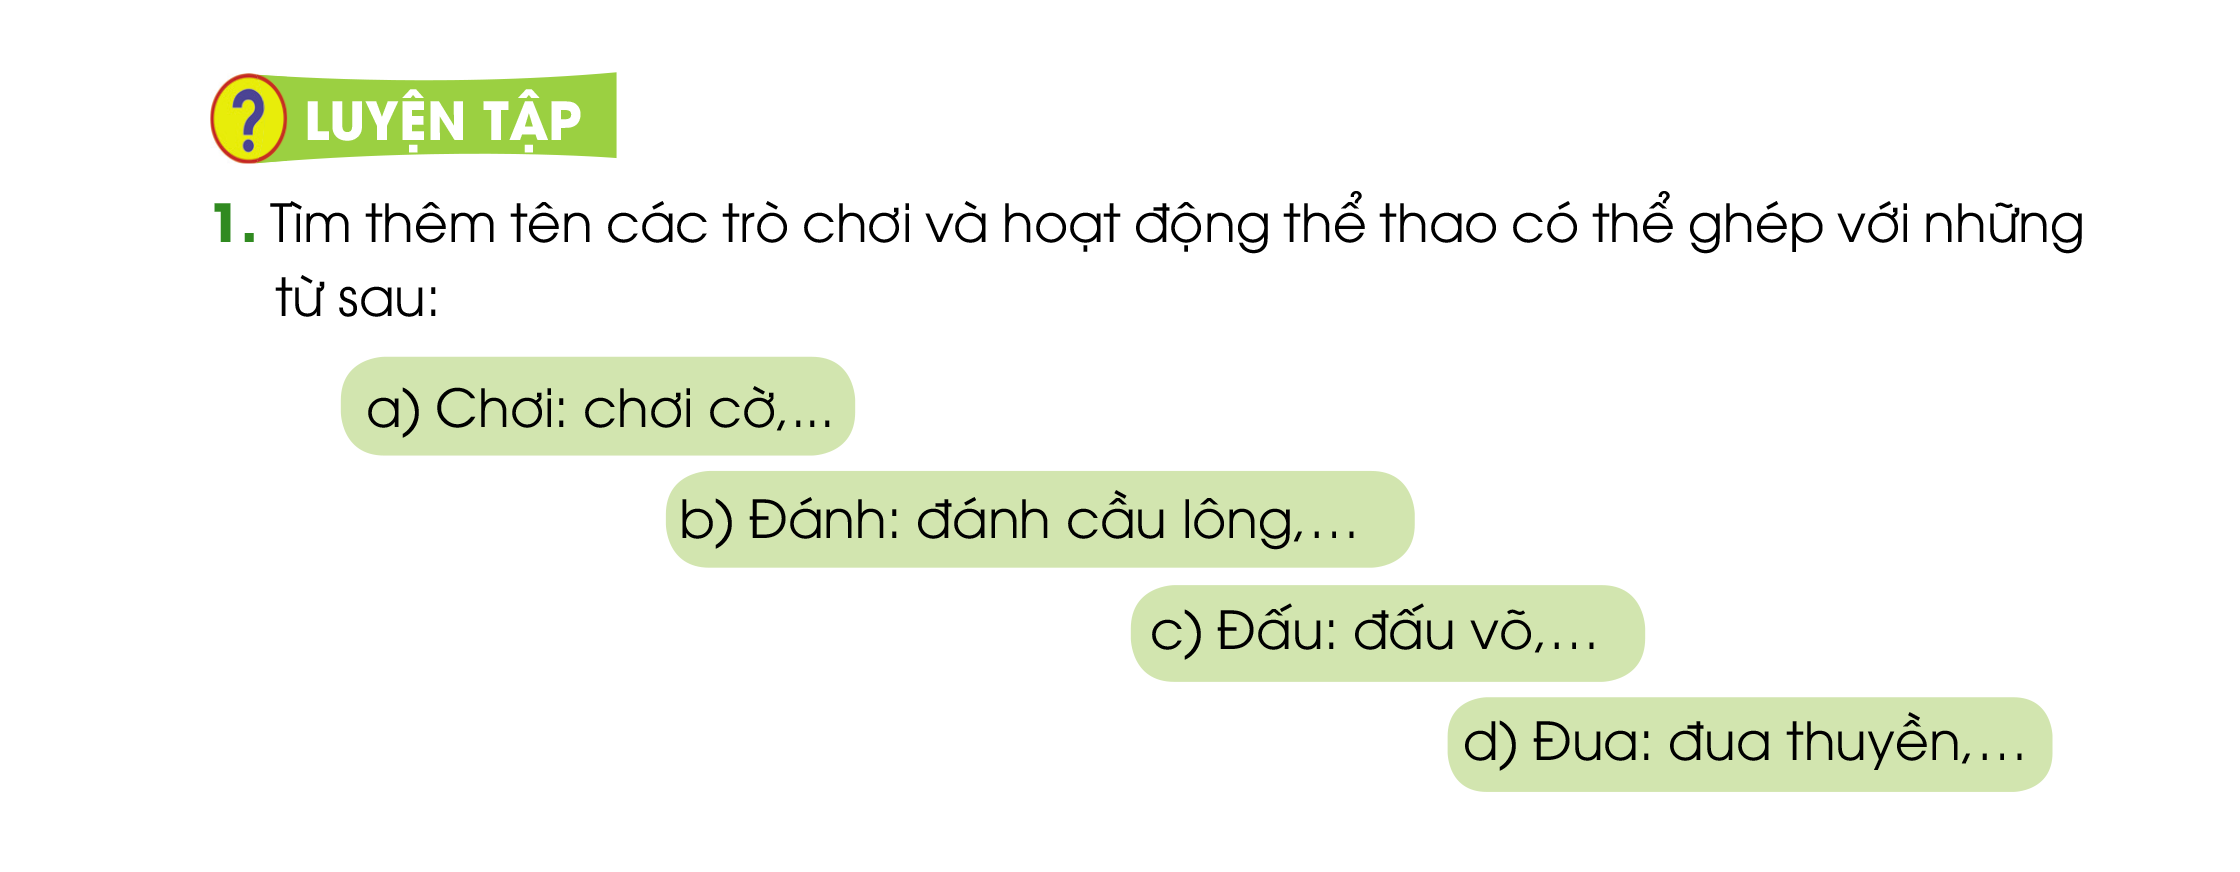 ? LUYỆN TẬP
1. Tìm thêm tên các trò chơi và hoạt động thể thao có thể ghép với những
từ sau:
a) Chơi: chơi cờ,...
b) Đánh: đánh cầu lông,...
c) Đấu: đấu võ,...
d) Đua: đua thuyền,...